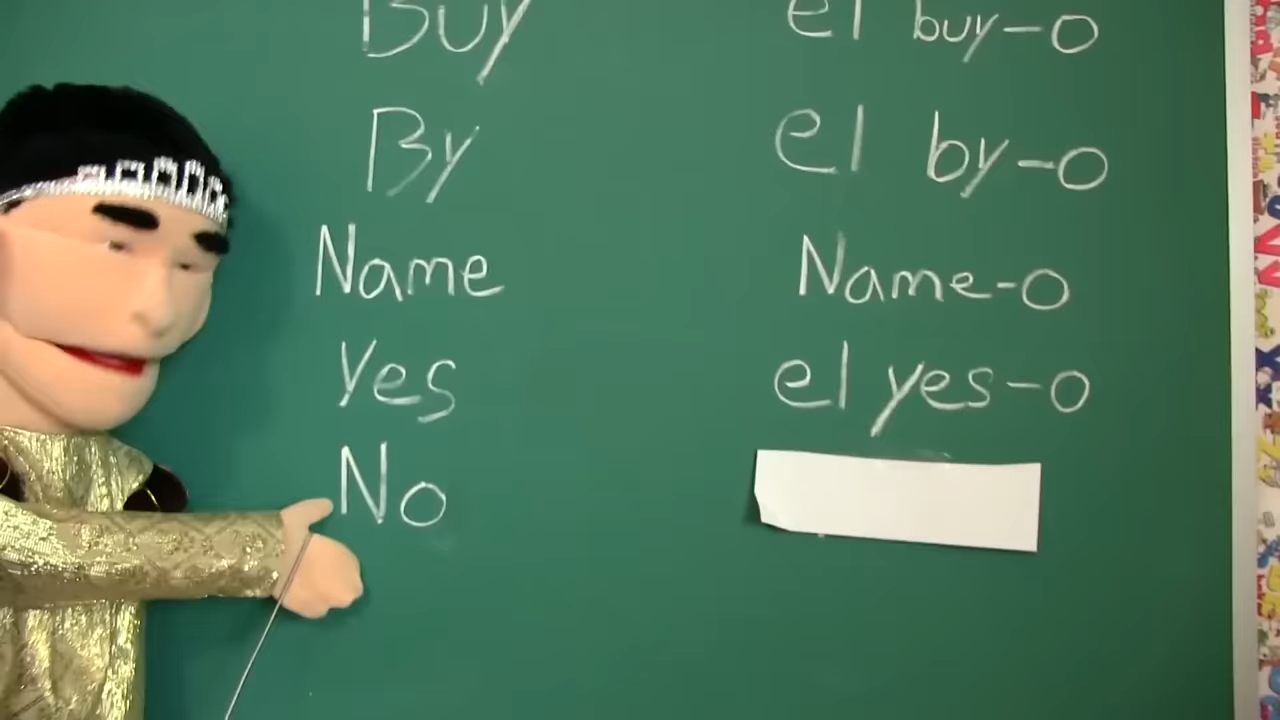 Buy el buy-o
By el by-o
Name Name-o
Yes el yes-o
No